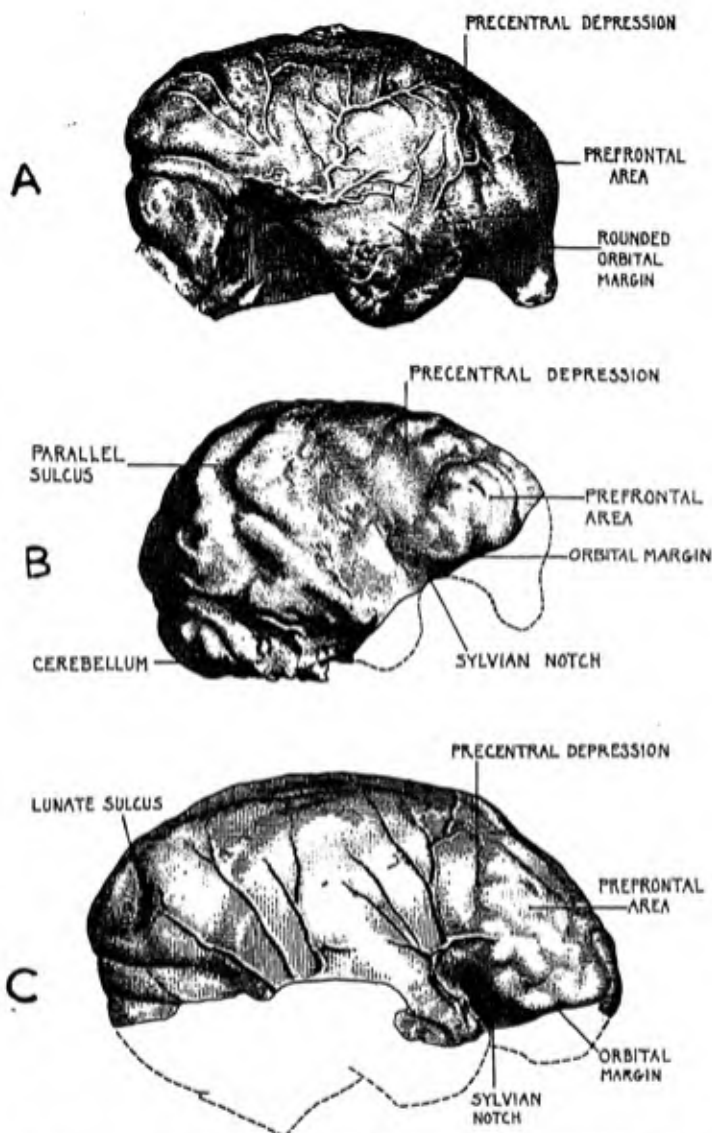 PRECENTRAL DEPRESSION
A
PREFRONTAL
AREA
ROUNDED
ORBITAL
MARGIN
PRECENTRAL DEPRESSION
PARALLEL
SULCUS
PREFRONTAL
AREA
B
ORBITAL MARGIN
CEREBELLUM
SYLVIAN NOTCH
PRECENTRAL DEPRESSION
LUNATE SULCUS
PREFRONTAL
AREA
C
ORBITAL
MARGIN
SYLVIAN
NOTCH